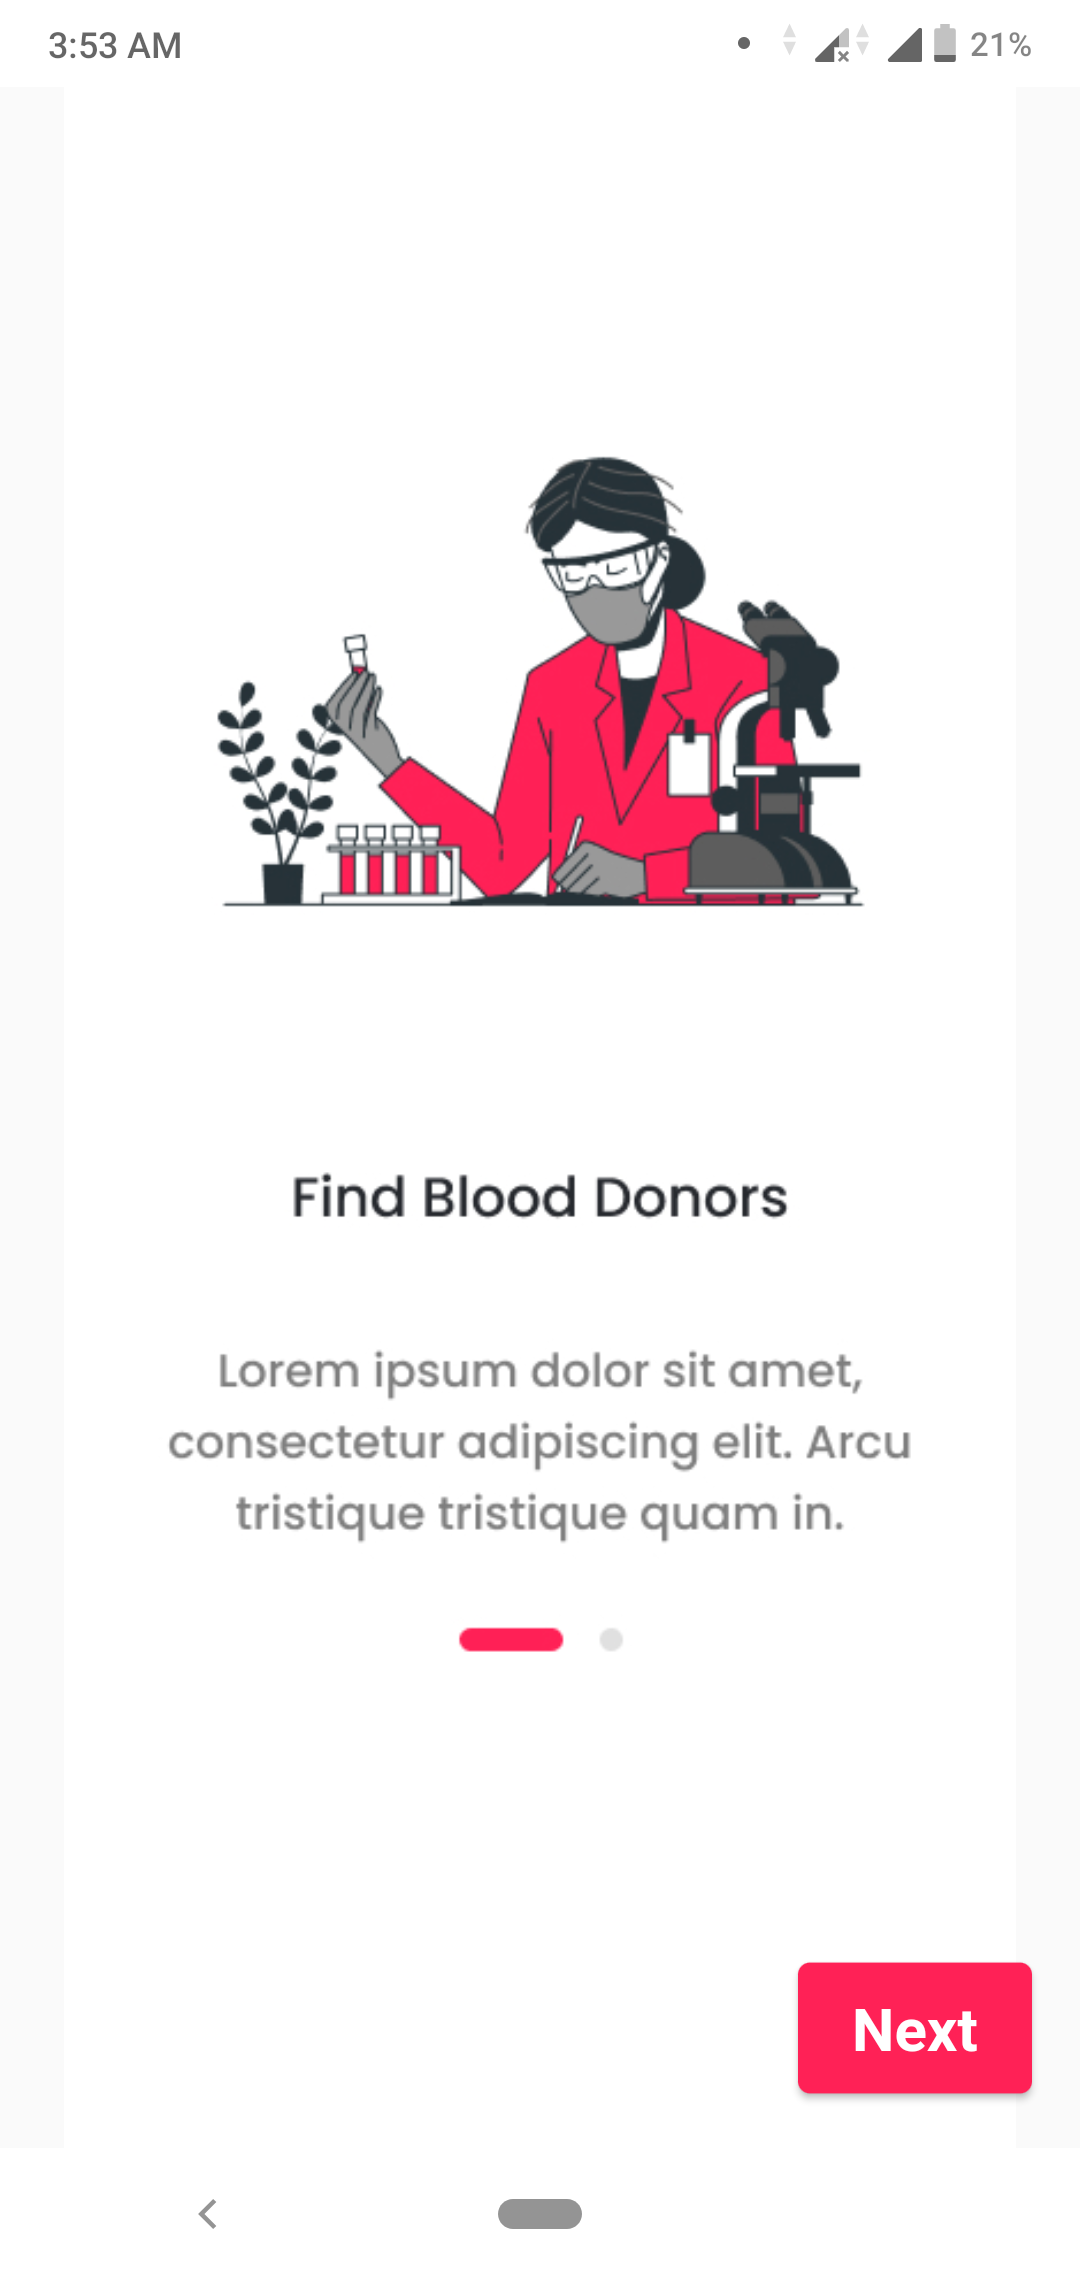 3:53 AM
21%
Find Blood Donors
Lorem ipsum dolor sit amet,
consectetur adipiscing elit. Arcu
tristique tristique quam in.
Next